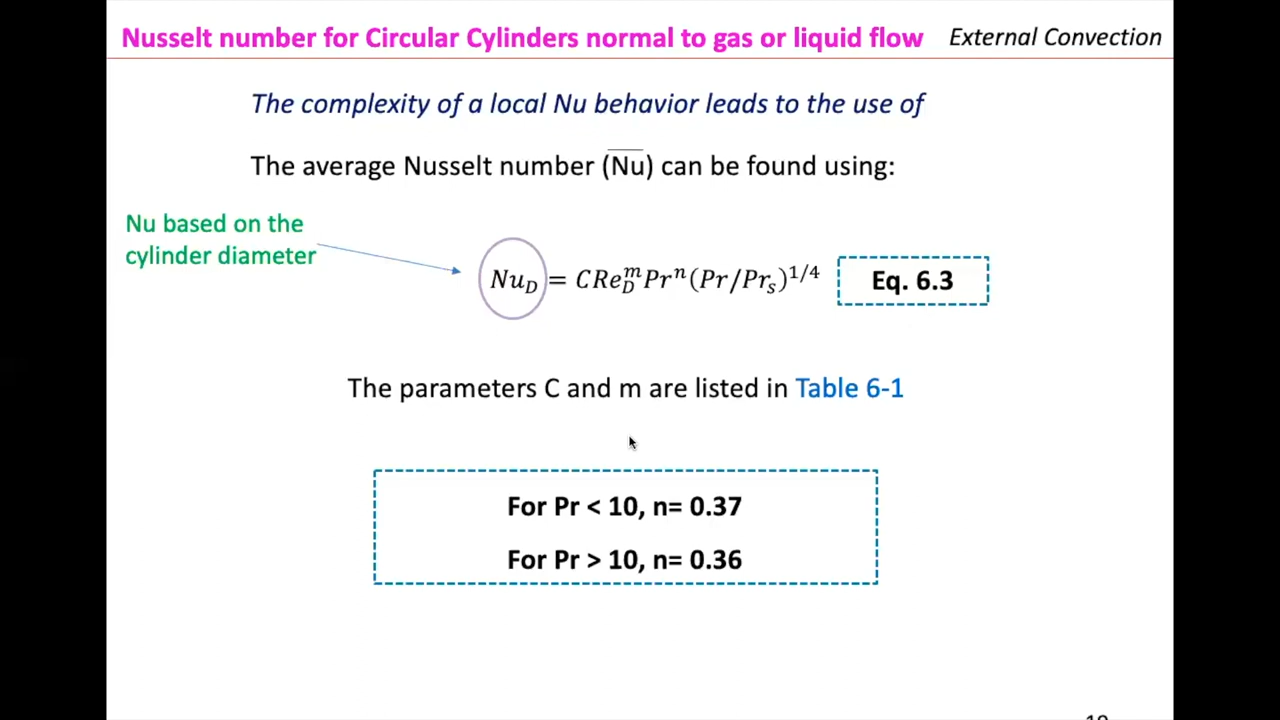 Nusselt number for Circular Cylinders normal to gas or liquid flow External Convection
The complexity of a local Nu behavior leads to the use of
The average Nusselt number (N̅u̅) can be found using:
Nu based on the
cylinder diameter
Nu_D = CRe_D^m Pr^n (Pr/Pr_s)^1/4
Eq. 6.3
The parameters C and m are listed in Table 6-1
For Pr < 10, n= 0.37
For Pr > 10, n= 0.36